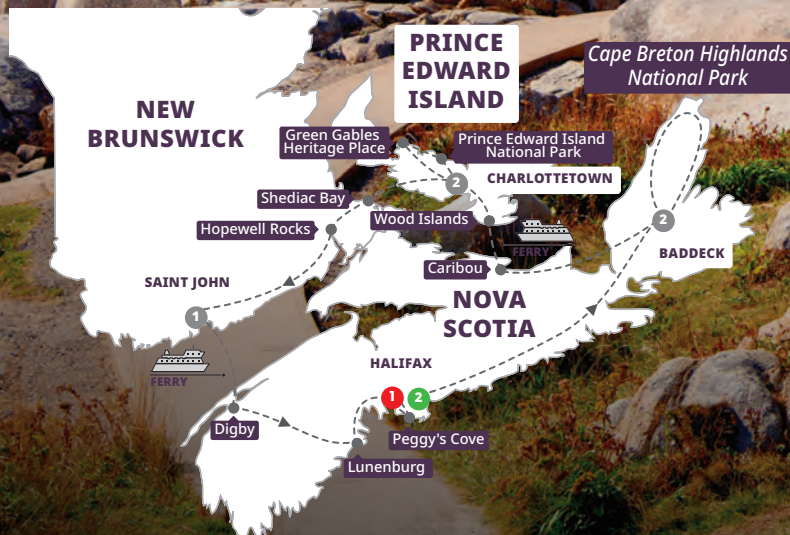 PRINCE
EDWARD
ISLAND
Cape Breton Highlands
National Park
NEW
BRUNSWICK
Green Gables
Heritage Place
Prince Edward Island
National Park
2
CHARLOTTETOWN
Shediac Bay
Wood Islands
2
Hopewell Rocks
FERRY
BADDECK
Caribou
SAINT JOHN
NOVA
SCOTIA
1
FERRY
HALIFAX
1
2
Digby
Peggy's Cove
Lunenburg